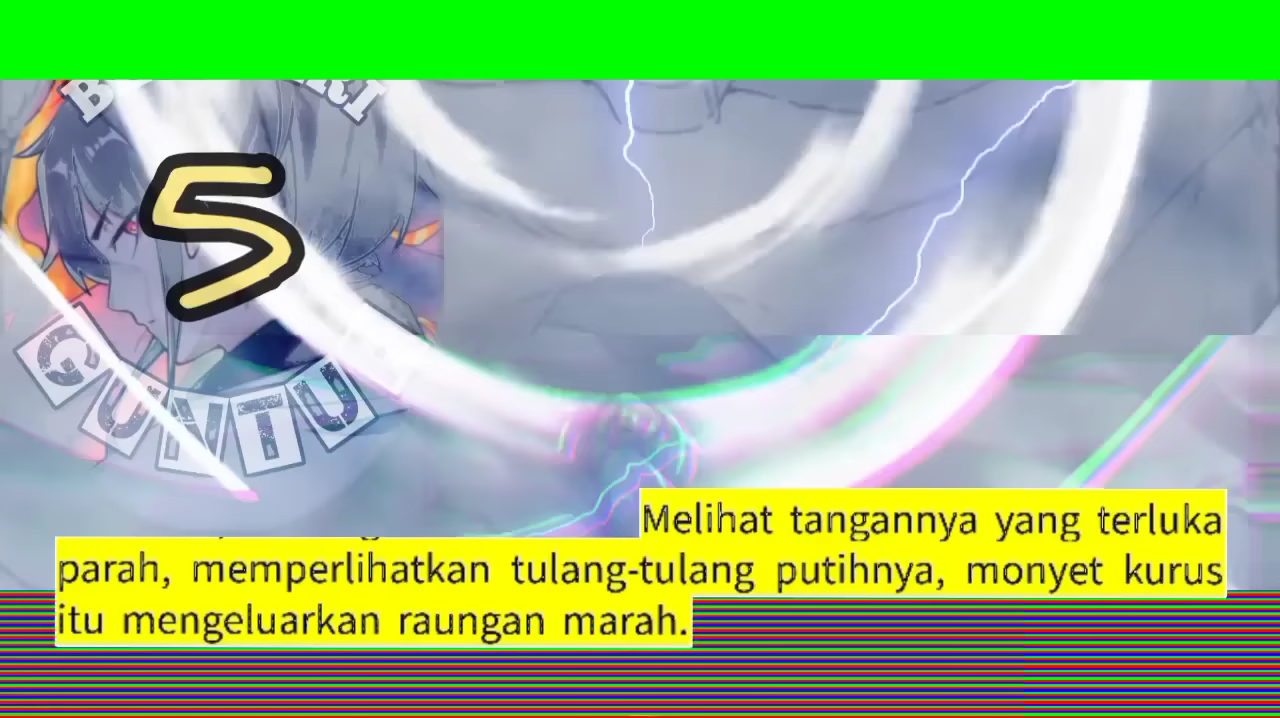 5
GUNTU
Melihat tangannya yang terluka
parah, memperlihatkan tulang-tulang putihnya, monyet kurus
itu mengeluarkan raungan marah.